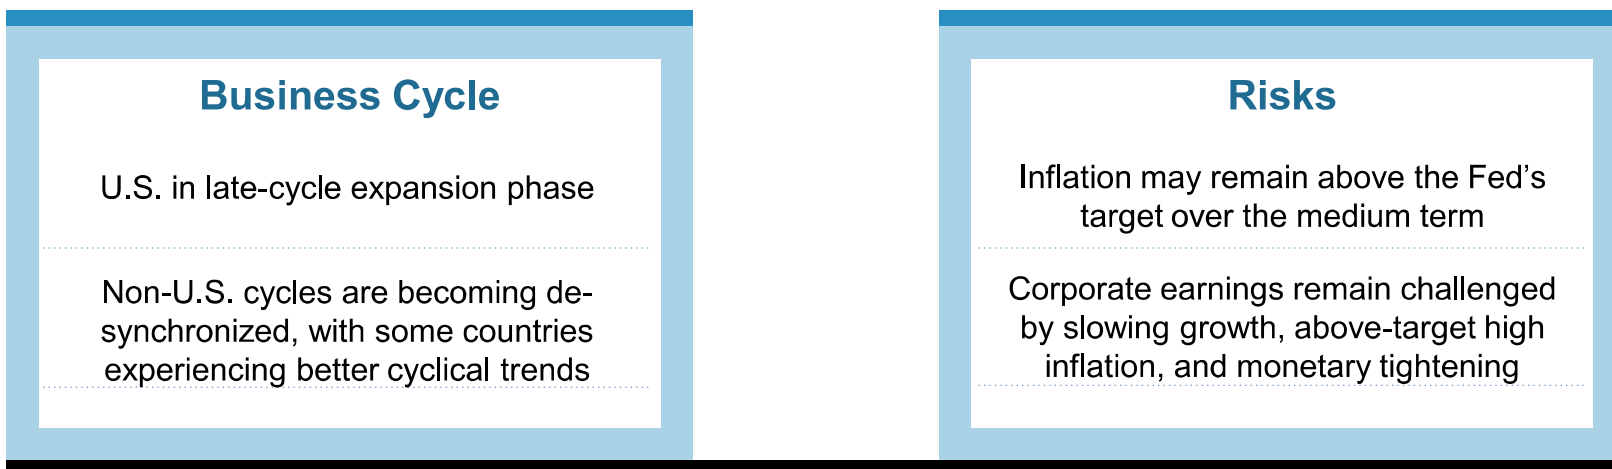 Business Cycle
U.S. in late-cycle expansion phase
Non-U.S. cycles are becoming de-
synchronized, with some countries
experiencing better cyclical trends
Risks
Inflation may remain above the Fed’s
target over the medium term
Corporate earnings remain challenged
by slowing growth, above-target high
inflation, and monetary tightening